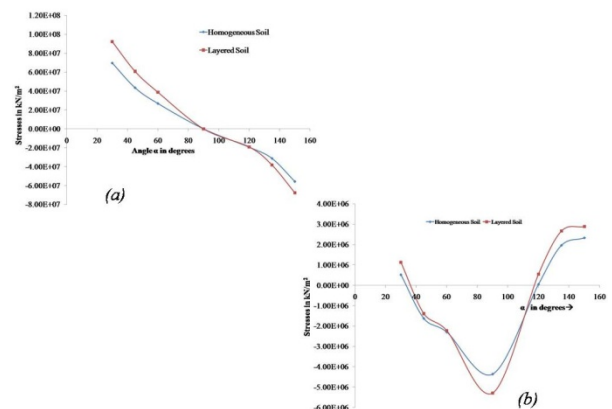 1.20E+08
1.00E+08
8.00E+07
6.00E+07
4.00E+07
2.00E+07
0.00E+00
-2.00E+07
-4.00E+07
-6.00E+07
-8.00E+07
Stresses in kN/m²
0 20 40 60 80 100 120 140 160
Angle α in degrees
Homogeneous Soil
Layered Soil
(a)
4.00E+06
3.00E+06
2.00E+06
1.00E+06
0.00E+00
-1.00E+06
-2.00E+06
-3.00E+06
-4.00E+06
-5.00E+06
-6.00E+06
Stresses in kN/m²
Homogeneous Soil
Layered Soil
0 20 40 60 80 100 120 140 160
α in degrees→
(b)